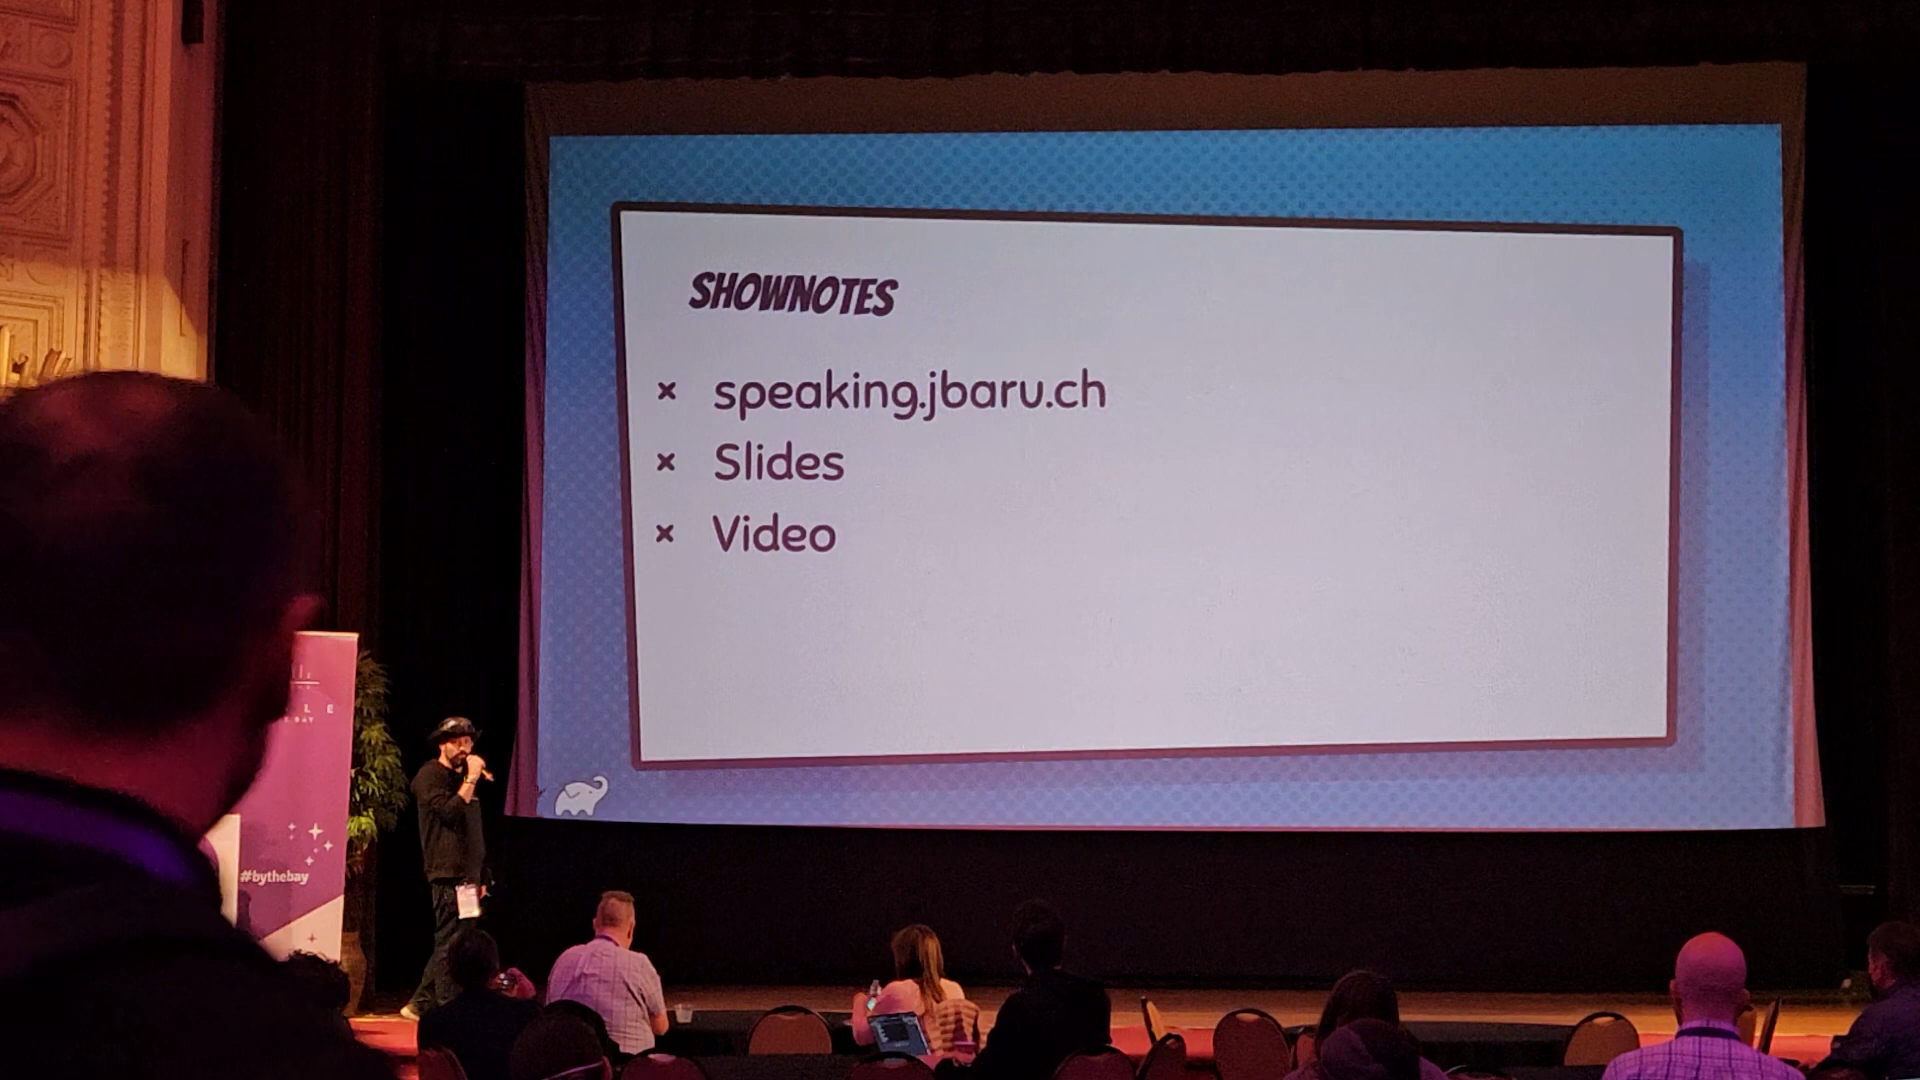 SHOWNOTES
× speaking.jbaru.ch
× Slides
× Video
#bythebay